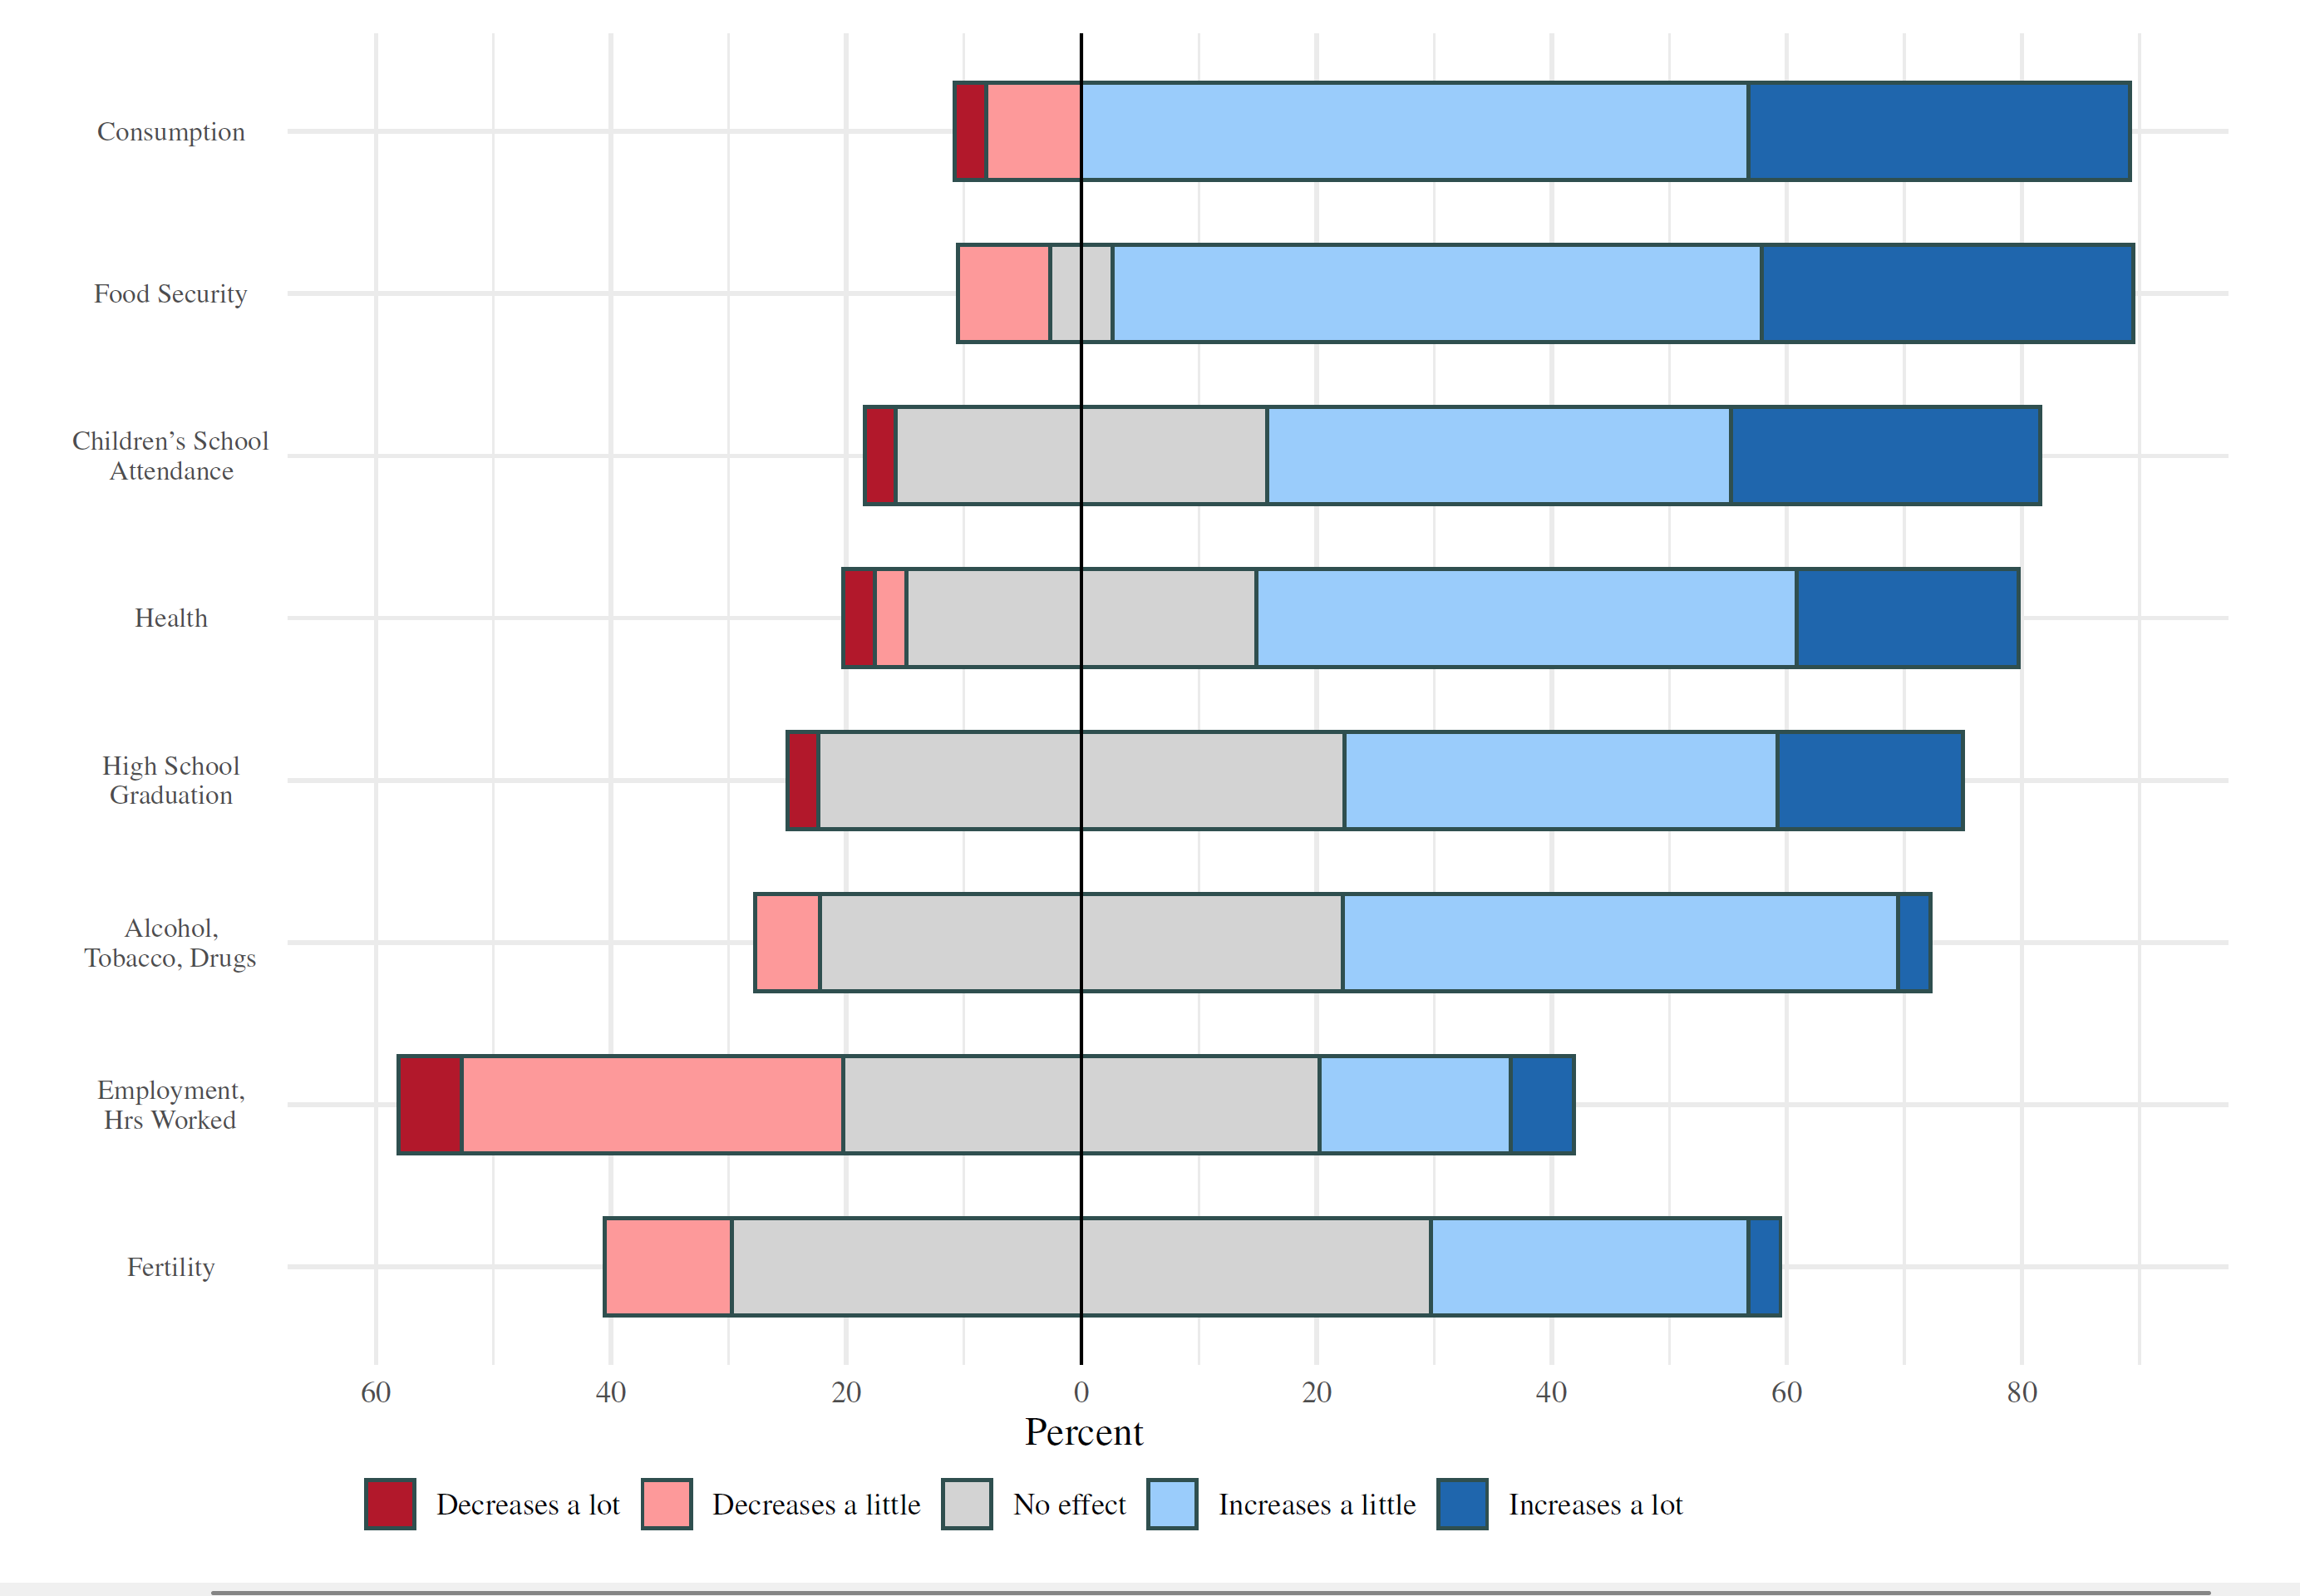 Consumption
Food Security
Children’s School
Attendance
Health
High School
Graduation
Alcohol,
Tobacco, Drugs
Employment,
Hrs Worked
Fertility
60 40 20 0 20 40 60 80
Percent
Decreases a lot Decreases a little No effect Increases a little Increases a lot